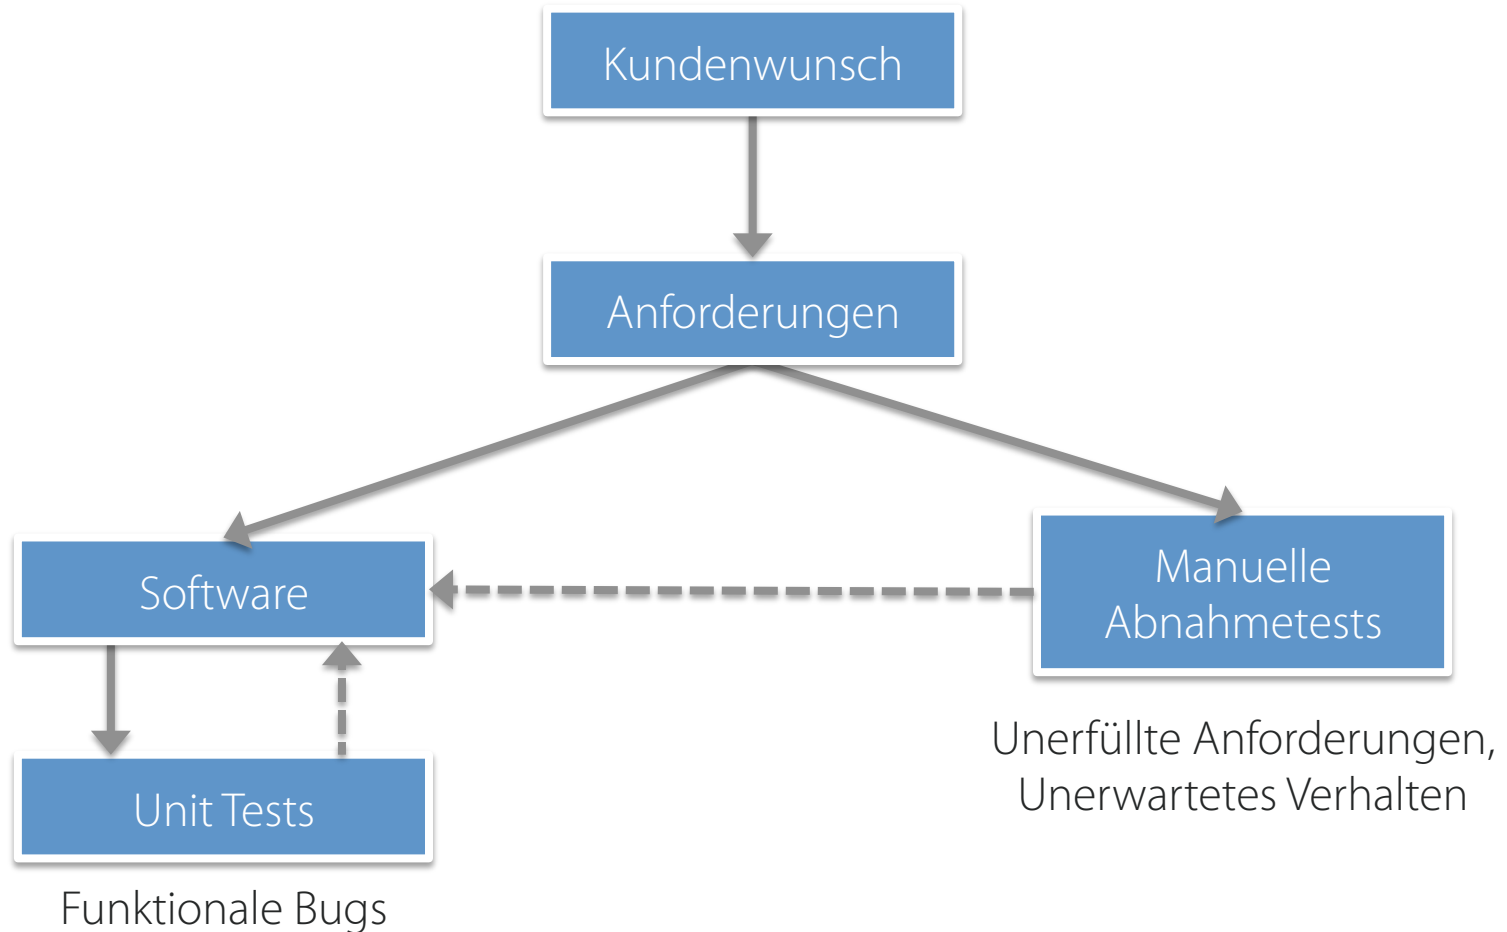 Kundenwunsch
Anforderungen
Software
Manuelle
Abnahmetests
Unerfüllte Anforderungen,
Unerwartetes Verhalten
Unit Tests
Funktionale Bugs